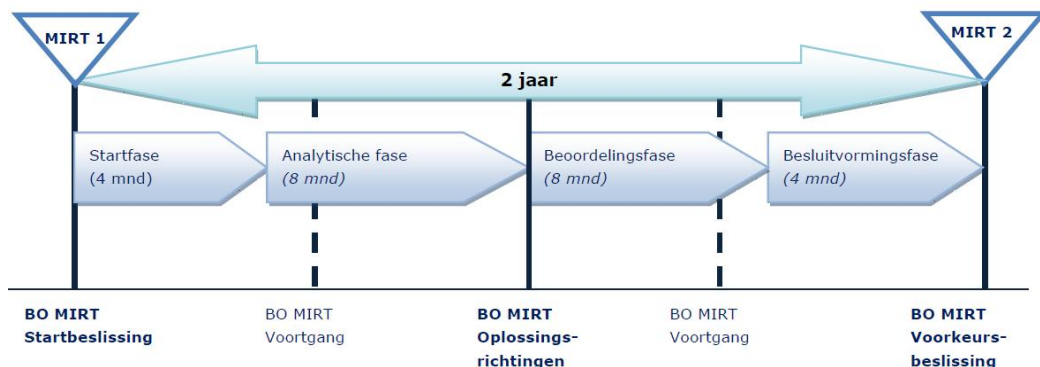 MIRT 1
MIRT 2
2 jaar
Startfase
(4 mnd)
Analytische fase
(8 mnd)
Beoordelingsfase
(8 mnd)
Besluitvormingsfase
(4 mnd)
BO MIRT
Startbeslissing
BO MIRT
Voortgang
BO MIRT
Oplossings-
richtingen
BO MIRT
Voortgang
BO MIRT
Voorkeurs-
beslissing